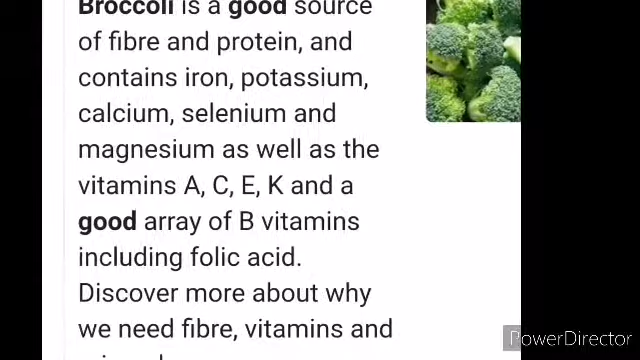 Broccoli is a good source
of fibre and protein, and
contains iron, potassium,
calcium, selenium and
magnesium as well as the
vitamins A, C, E, K and a
good array of B vitamins
including folic acid.
Discover more about why
we need fibre, vitamins and
PowerDirector